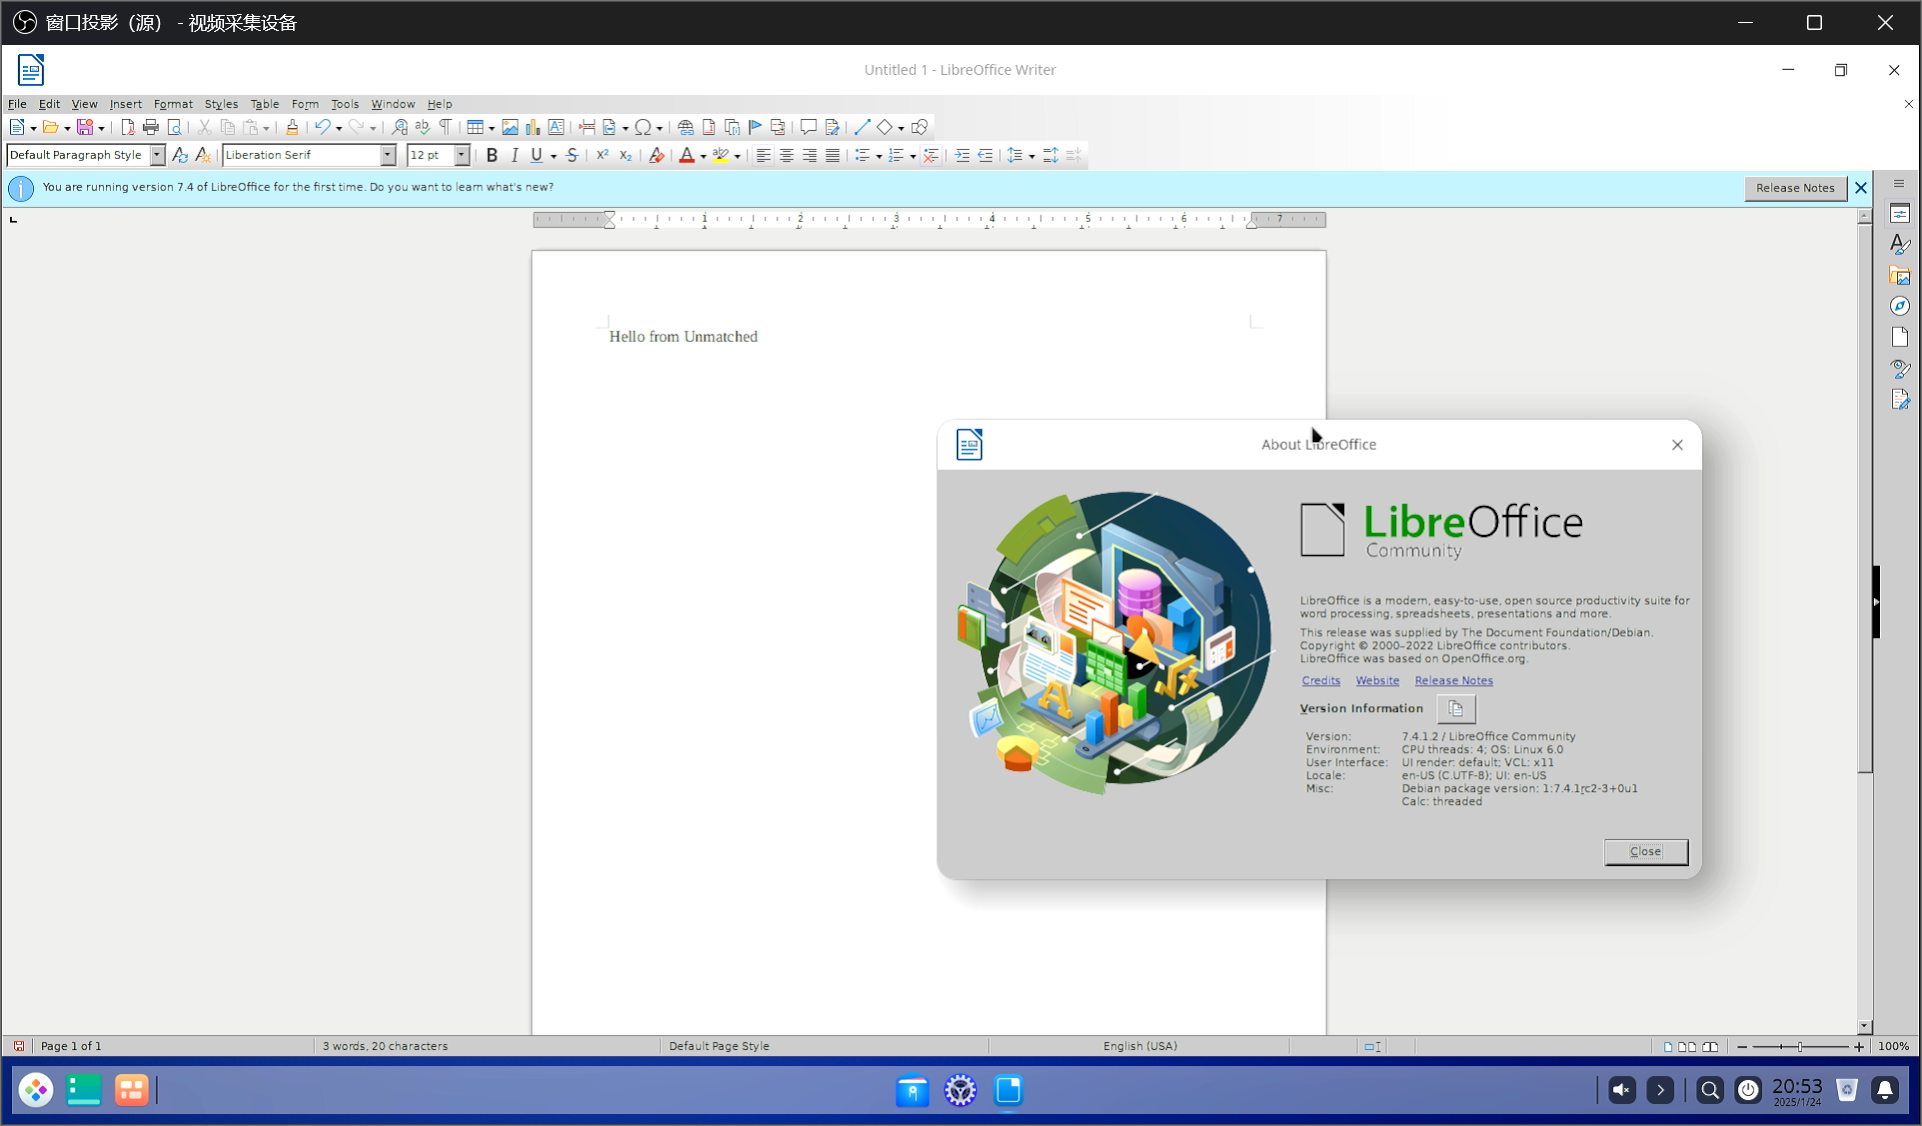 窗口投影（源） - 视频采集设备
Untitled 1 - LibreOffice Writer
File Edit View Insert Format Styles Table Form Tools Window Help
Default Paragraph Style
Liberation Serif
12 pt
You are running version 7.4 of LibreOffice for the first time. Do you want to learn what's new?
Release Notes
1 2 3 4 5 6 7
Hello from Unmatched
About LibreOffice
LibreOffice
Community
LibreOffice is a modern, easy-to-use, open source productivity suite for
word processing, spreadsheets, presentations and more.
This release was supplied by The Document Foundation/Debian.
Copyright © 2000–2022 LibreOffice contributors.
LibreOffice was based on OpenOffice.org.
Credits Website Release Notes
Version Information
Version: 7.4.1.2 / LibreOffice Community
Environment: CPU threads: 4; OS: Linux 6.0
User Interface: UI render: default; VCL: x11
Locale: en-US (C.UTF-8); UI: en-US
Misc: Debian package version: 1:7.4.1rc2-3+0u1
Calc: threaded
Close
Page 1 of 1
3 words, 20 characters
Default Page Style
English (USA)
100%
20:53
2025/1/24